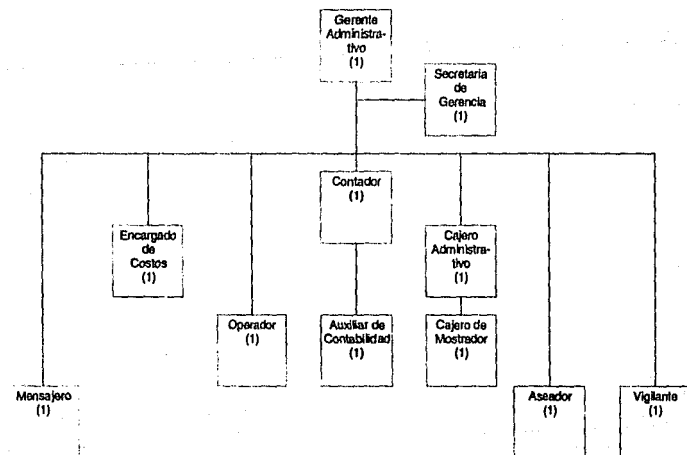 Gerente
Administra-
tivo
(1)
Secretaria
de
Gerencia
(1)
Contador
(1)
Encargado
de
Costos
(1)
Cajero
Administra-
tivo
(1)
Operador
(1)
Auxiliar de
Contabilidad
(1)
Cajero de
Mostrador
(1)
Mensajero
(1)
Aseador
(1)
Vigilante
(1)